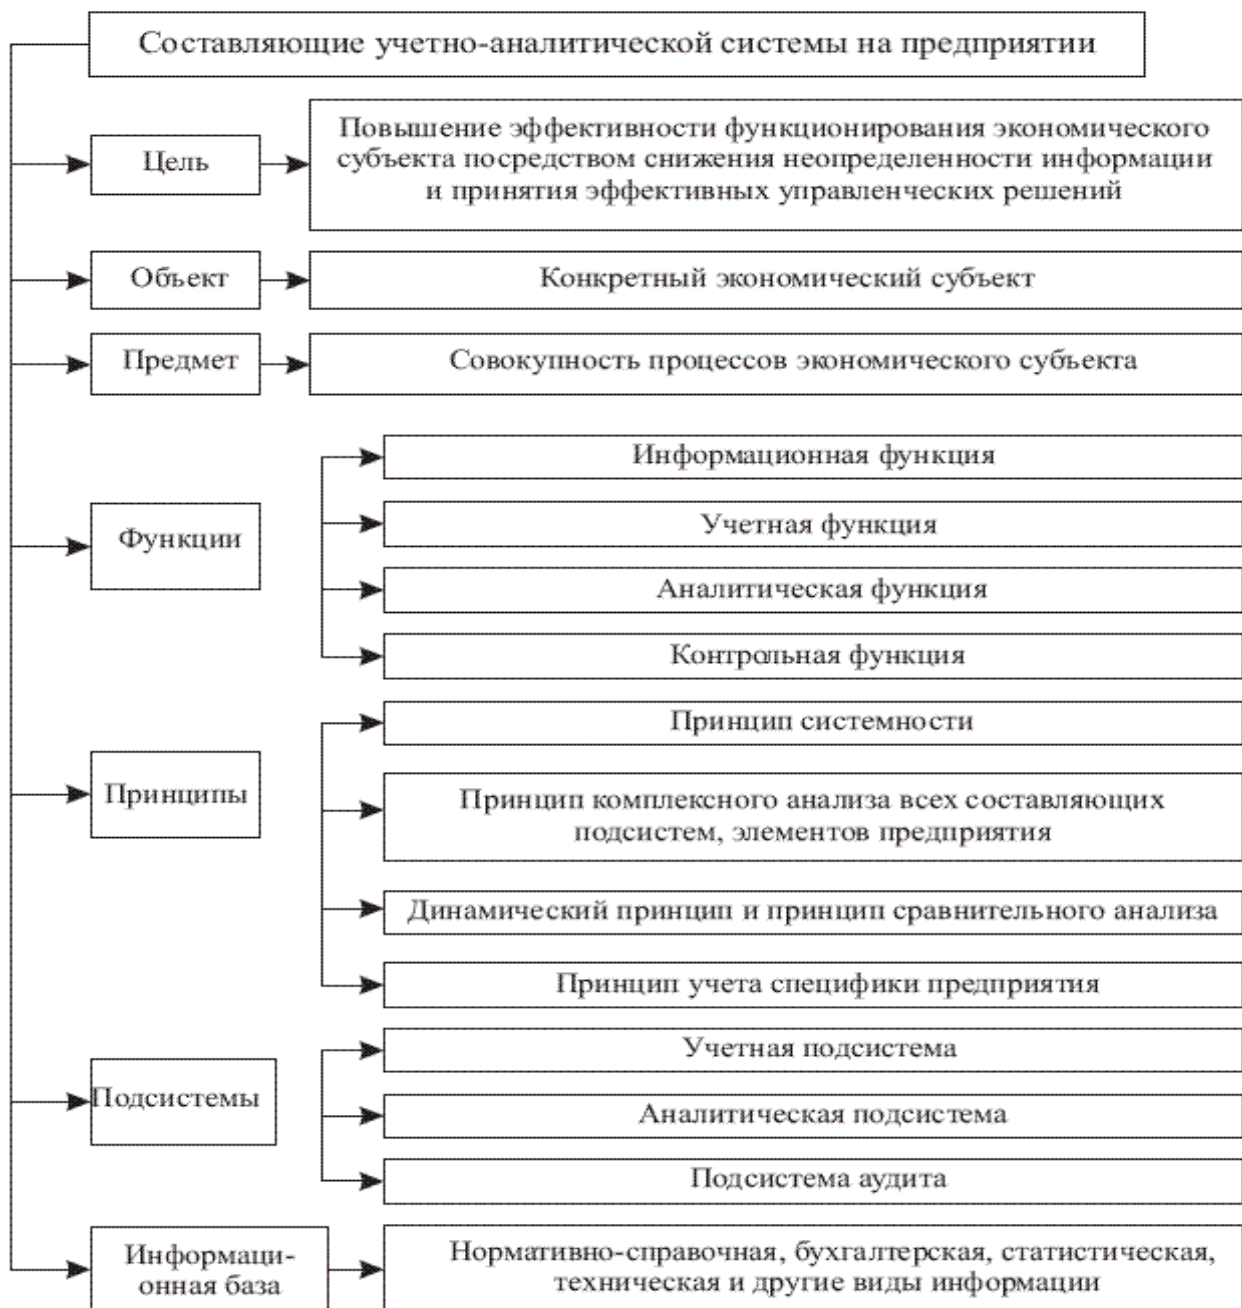 Составляющие учетно-аналитической системы на предприятии
Цель
Повышение эффективности функционирования экономического
субъекта посредством снижения неопределенности информации
и принятия эффективных управленческих решений
Объект
Конкретный экономический субъект
Предмет
Совокупность процессов экономического субъекта
Функции
Информационная функция
Учетная функция
Аналитическая функция
Контрольная функция
Принципы
Принцип системности
Принцип комплексного анализа всех составляющих
подсистем, элементов предприятия
Динамический принцип и принцип сравнительного анализа
Принцип учета специфики предприятия
Подсистемы
Учетная подсистема
Аналитическая подсистема
Подсистема аудита
Информаци-
онная база
Нормативно-справочная, бухгалтерская, статистическая,
техническая и другие виды информации